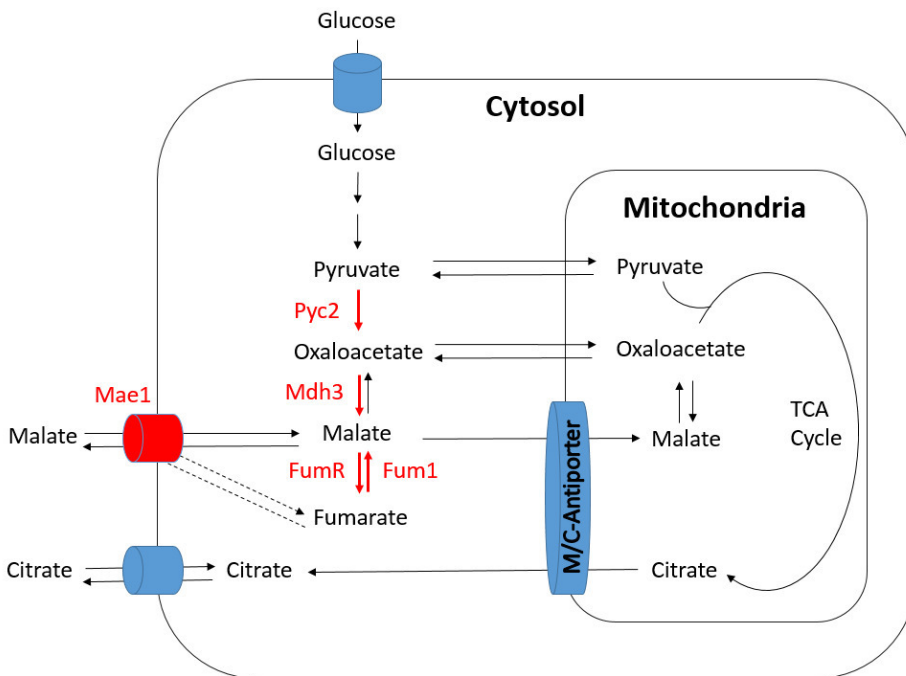 Glucose
Cytosol
Glucose
Mitochondria
Pyruvate
Pyruvate
Pyc2
Oxaloacetate
Oxaloacetate
Mae1
Mdh3
Malate
Malate
Malate
TCA
Cycle
FumR
Fum1
Fumarate
M/C-Antiporter
Citrate
Citrate
Citrate